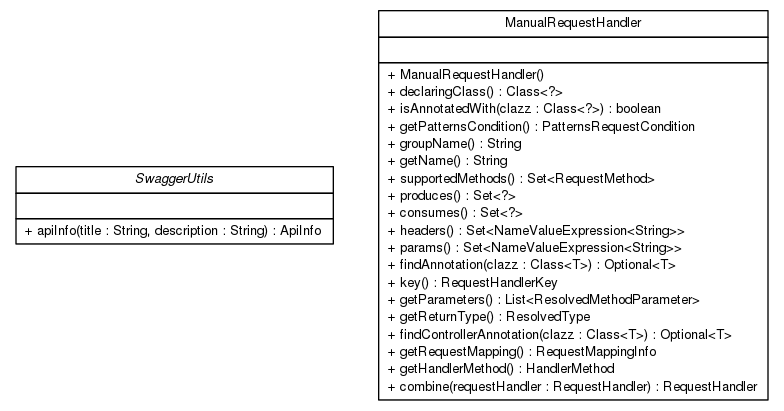 SwaggerUtils
+ apiInfo(title : String, description : String) : ApiInfo
ManualRequestHandler
+ ManualRequestHandler()
+ declaringClass() : Class<?>
+ isAnnotatedWith(clazz : Class<?>) : boolean
+ getPatternsCondition() : PatternsRequestCondition
+ groupName() : String
+ getName() : String
+ supportedMethods() : Set<RequestMethod>
+ produces() : Set<?>
+ consumes() : Set<?>
+ headers() : Set<NameValueExpression<String>>
+ params() : Set<NameValueExpression<String>>
+ findAnnotation(clazz : Class<T>) : Optional<T>
+ key() : RequestHandlerKey
+ getParameters() : List<ResolvedMethodParameter>
+ getReturnType() : ResolvedType
+ findControllerAnnotation(clazz : Class<T>) : Optional<T>
+ getRequestMapping() : RequestMappingInfo
+ getHandlerMethod() : HandlerMethod
+ combine(requestHandler : RequestHandler) : RequestHandler